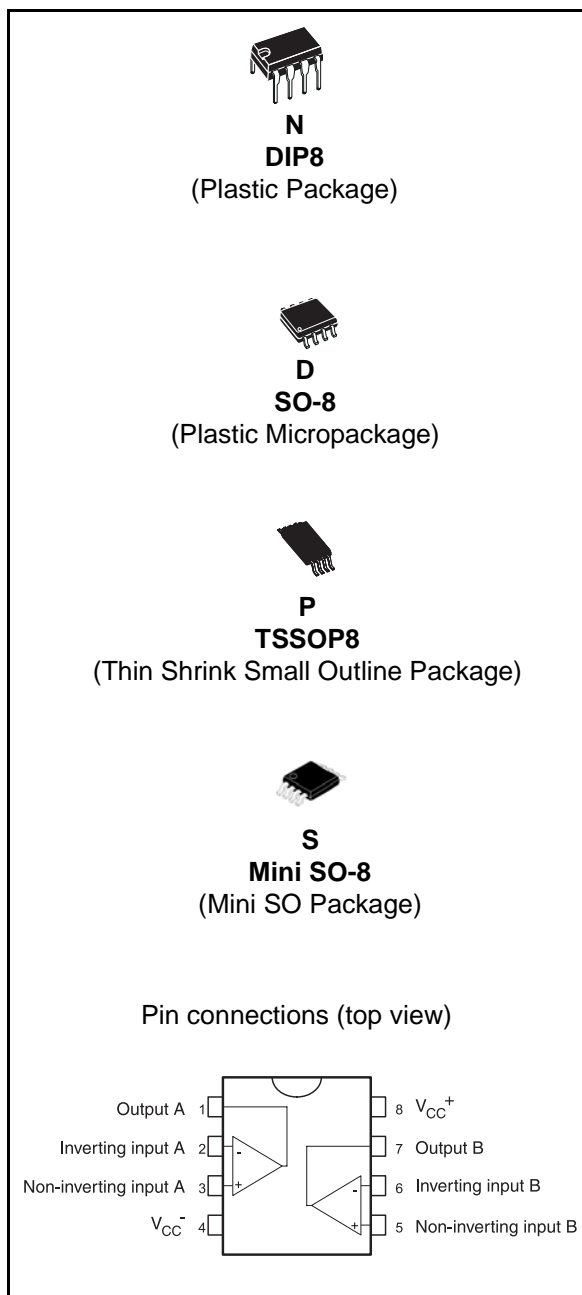 N
DIP8
(Plastic Package)
D
SO-8
(Plastic Micropackage)
P
TSSOP8
(Thin Shrink Small Outline Package)
S
Mini SO-8
(Mini SO Package)
Pin connections (top view)
Output A 1
Inverting input A 2
Non-inverting input A 3
VCC- 4
- +
- +
8 VCC+
7 Output B
6 Inverting input B
5 Non-inverting input B